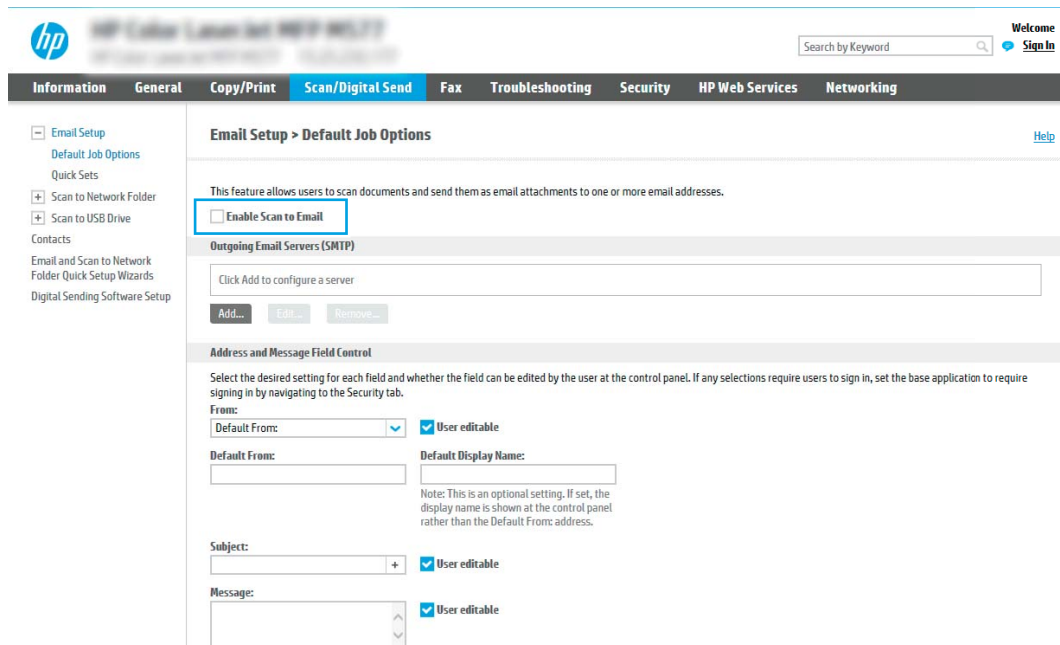 hp
Welcome
Search by Keyword
Sign In
Information General Copy/Print Scan/Digital Send Fax Troubleshooting Security HP Web Services Networking
Email Setup
Default Job Options
Quick Sets
Scan to Network Folder
Scan to USB Drive
Contacts
Email and Scan to Network
Folder Quick Setup Wizards
Digital Sending Software Setup
Email Setup > Default Job Options
Help
This feature allows users to scan documents and send them as email attachments to one or more email addresses.
Enable Scan to Email
Outgoing Email Servers (SMTP)
Click Add to configure a server
Add... Edit... Remove...
Address and Message Field Control
Select the desired setting for each field and whether the field can be edited by the user at the control panel. If any selections require users to sign in, set the base application to require
signing in by navigating to the Security tab.
From:
Default From: User editable
Default From: Default Display Name:
Note: This is an optional setting. If set, the
display name is shown at the control panel
rather than the Default From: address.
Subject:
+ User editable
Message:
User editable